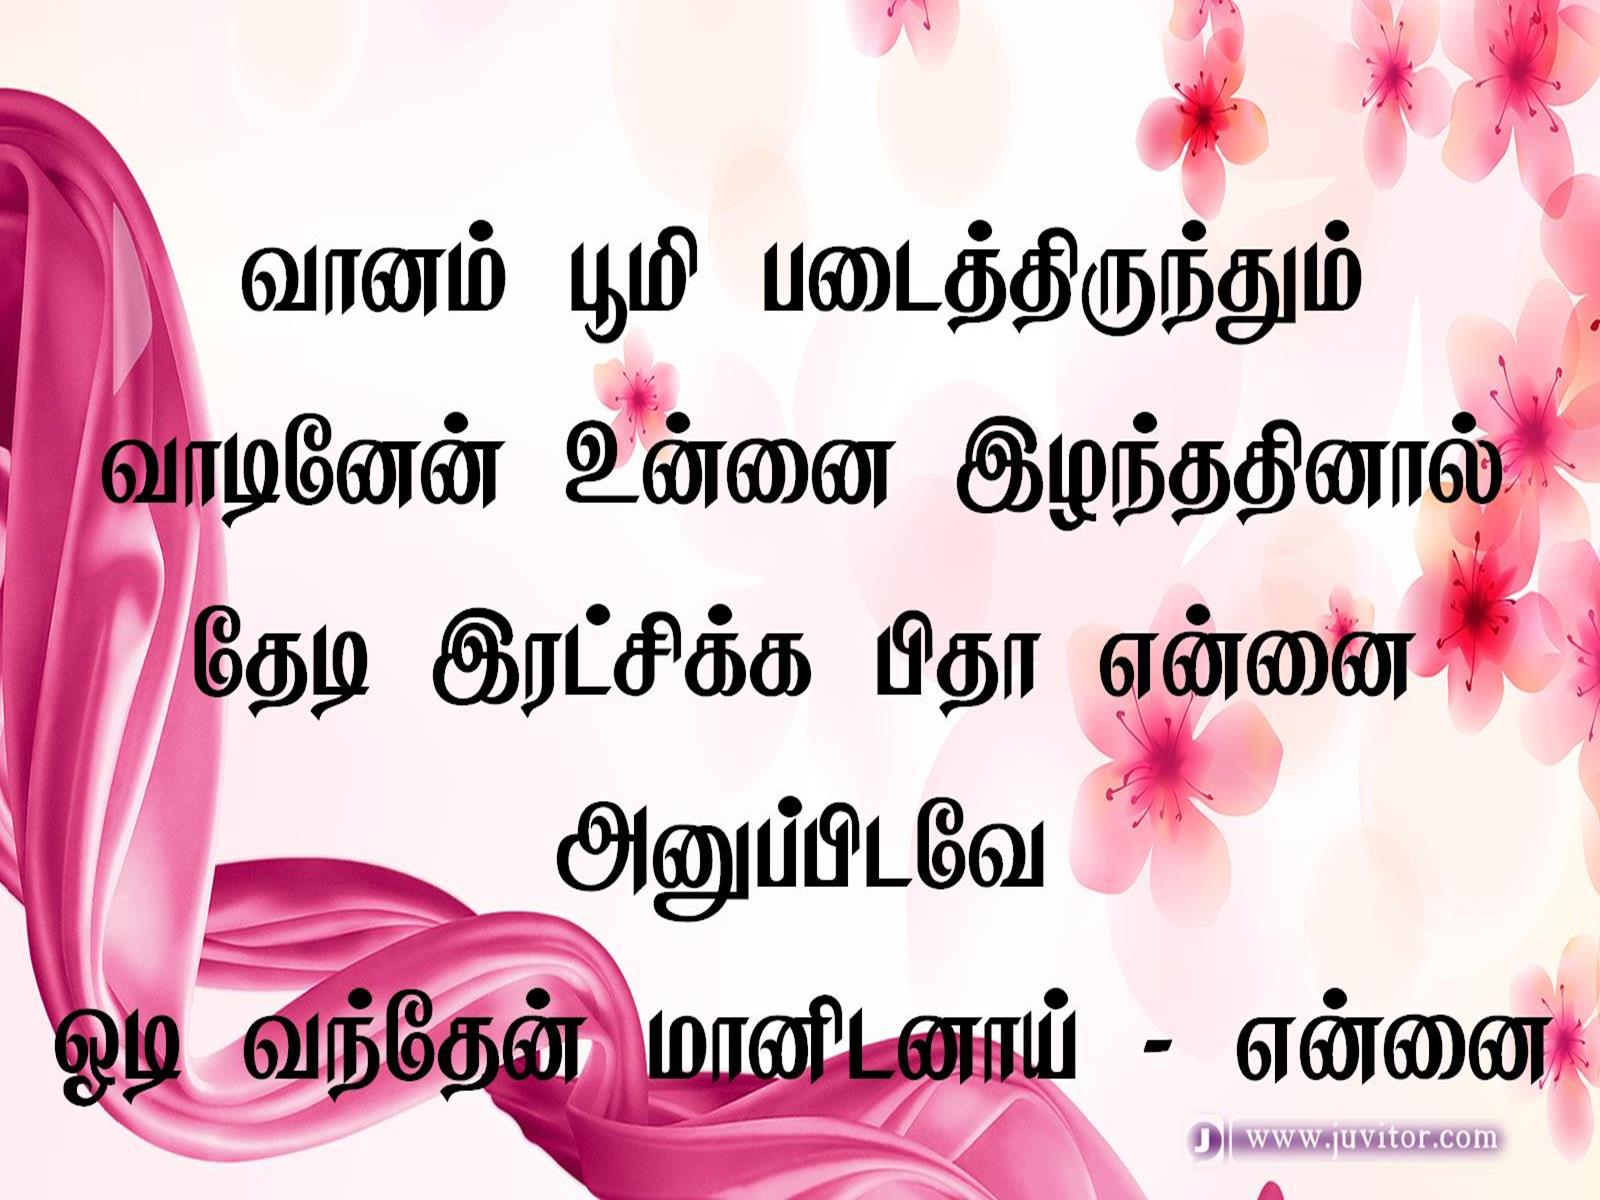 வானம் பூமி படைத்திருந்தும்
வாடினேன் உன்னை இழந்ததினால்
தேடி இரட்சிக்க பிதா என்னை
அனுப்பிடவே
ஓடி வந்தேன் மானிடனாய் - என்னை
J www.juvitor.com